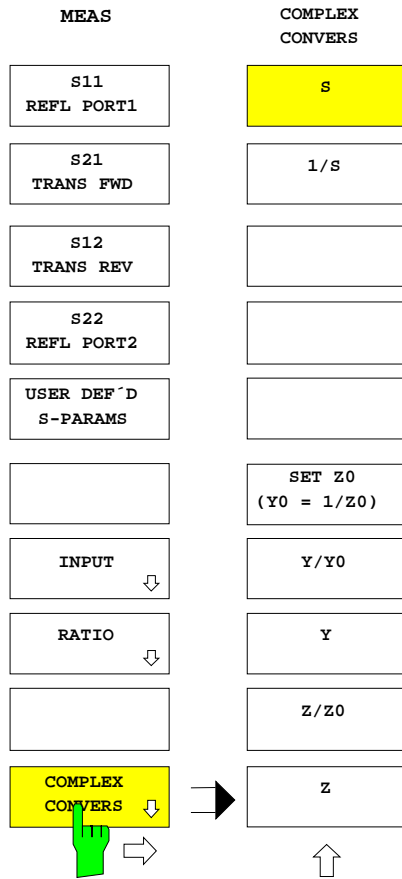 MEAS
S11
REFL PORT1
S21
TRANS FWD
S12
TRANS REV
S22
REFL PORT2
USER DEF´D
S-PARAMS
INPUT
RATIO
COMPLEX
CONVERS
COMPLEX
CONVERS
S
1/S
SET Z0
(Y0 = 1/Z0)
Y/Y0
Y
Z/Z0
Z